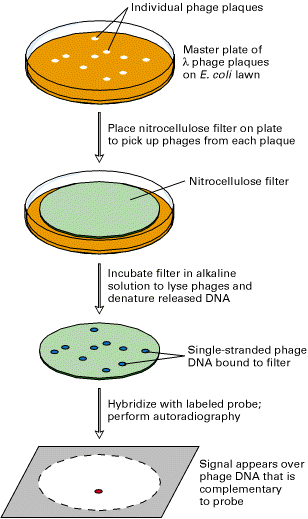 Individual phage plaques
Master plate of
λ phage plaques
on E. coli lawn
Place nitrocellulose filter on plate
to pick up phages from each plaque
Nitrocellulose filter
Incubate filter in alkaline
solution to lyse phages and
denature released DNA
Single-stranded phage
DNA bound to filter
Hybridize with labeled probe;
perform autoradiography
Signal appears over
phage DNA that is
complementary
to probe